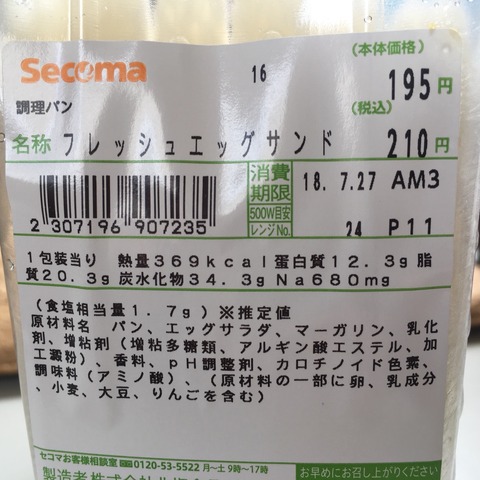 Secoma
16
(本体価格)
195円
調理パン
(税込)
名称 フレッシュエッグサンド 210円
消費期限 18.7.27 AM3
500W目安レンジNo. 24 P11
2 307196 907235
1包装当り 熱量369kcal蛋白質12.3g脂
質20.3g炭水化物34.3gNa680mg
(食塩相当量1.7g)※推定値
原材料名 パン、エッグサラダ、マーガリン、乳化
剤、増粘剤(増粘多糖類、アルギン酸エステル、加
工澱粉)、香料、pH調整剤、カロチノイド色素、
調味料(アミノ酸)、(原材料の一部に卵、乳成分
、小麦、大豆、りんごを含む)
セコマお客様相談室 0120-53-5522 月〜土 9時〜17時
製造者
お早めにお召し上がりください